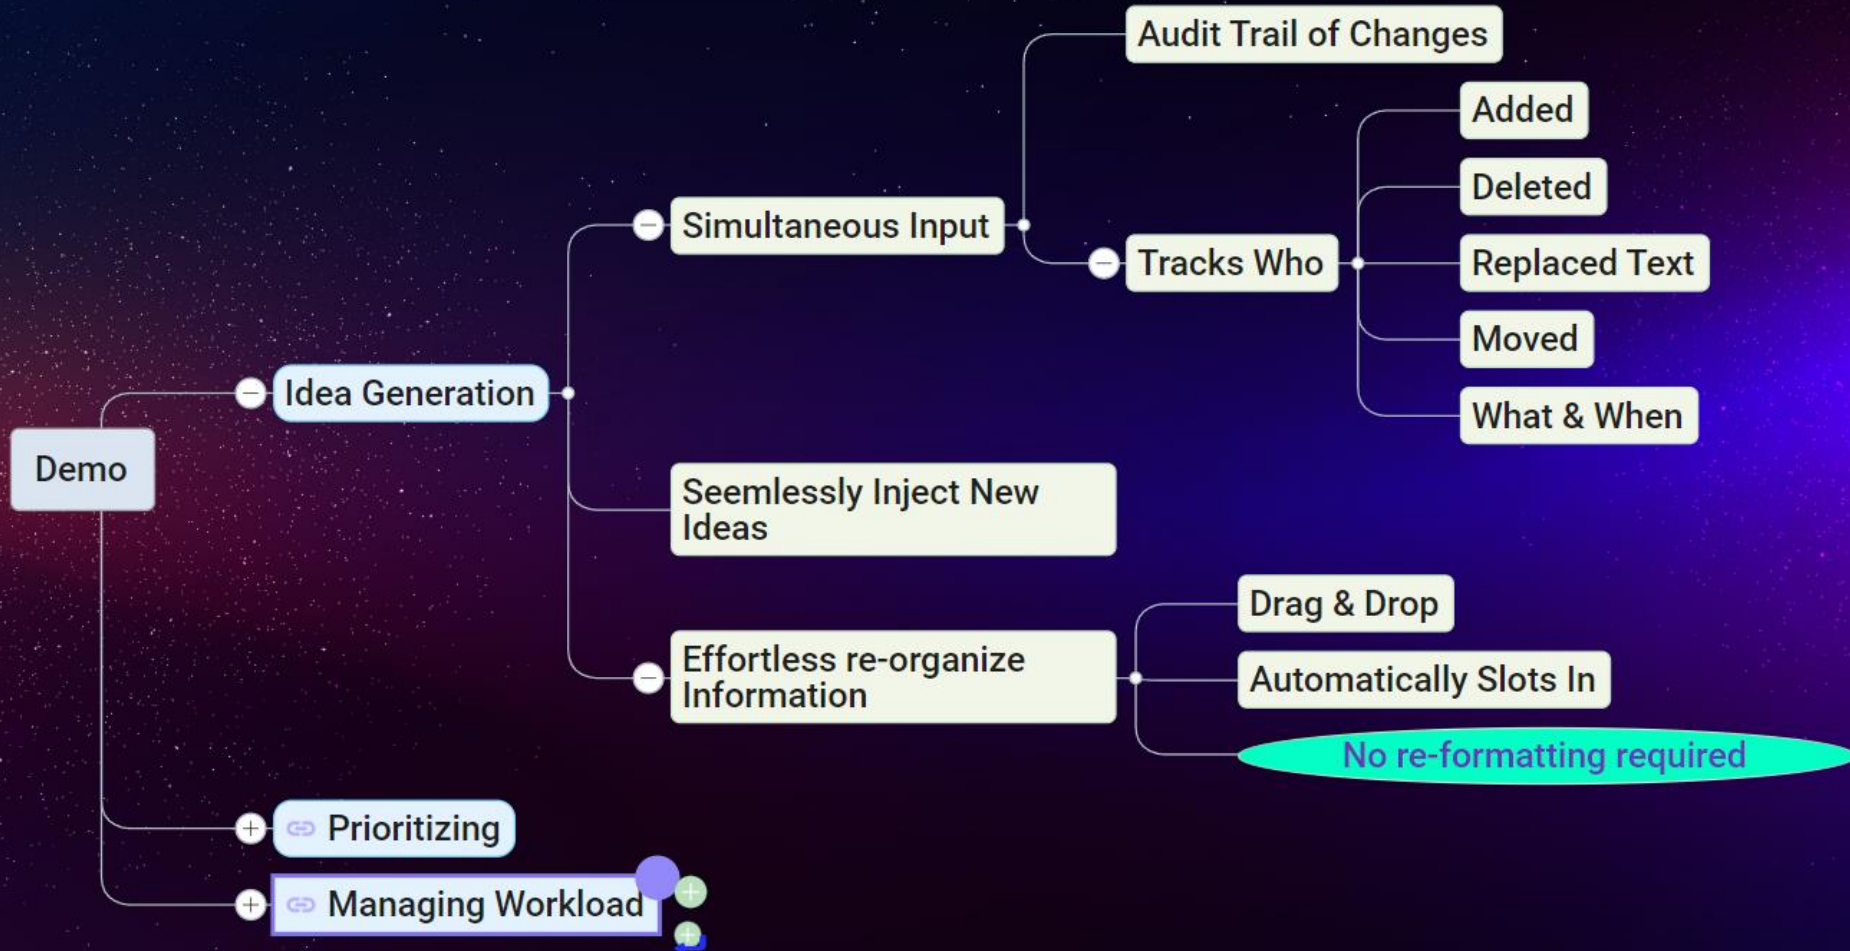 Demo
Idea Generation
Simultaneous Input
Audit Trail of Changes
Tracks Who
Added
Deleted
Replaced Text
Moved
What & When
Seemlessly Inject New
Ideas
Effortless re-organize
Information
Drag & Drop
Automatically Slots In
No re-formatting required
Prioritizing
Managing Workload